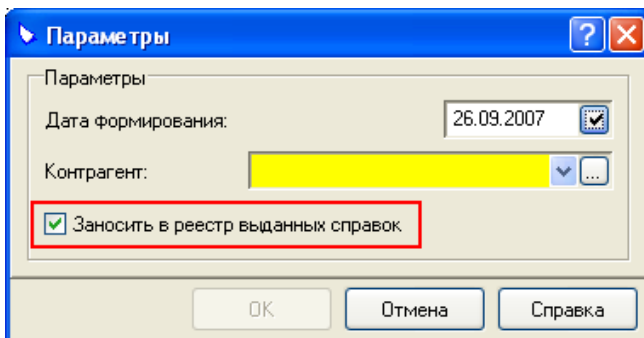 Параметры
Параметры
Дата формирования: 26.09.2007
Контрагент: ...
Заносить в реестр выданных справок
OK Отмена Справка